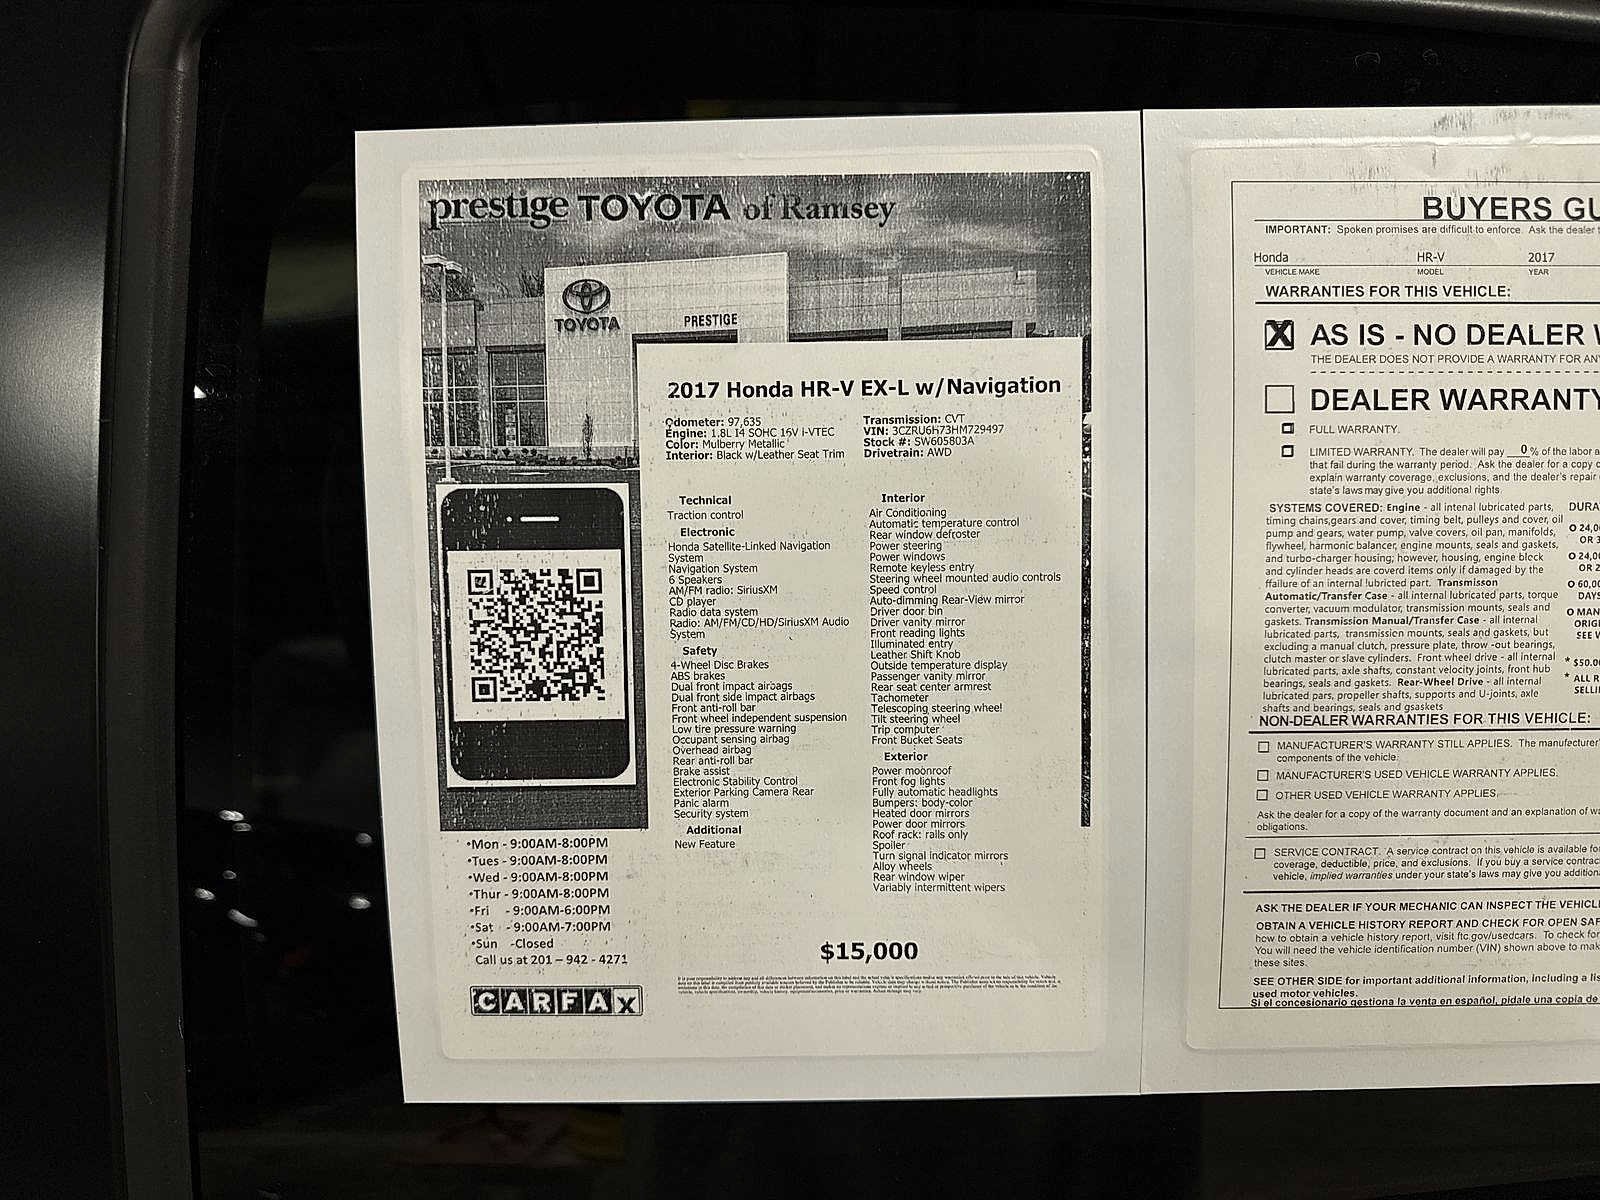 prestige TOYOTA of Ramsey
TOYOTA
PRESTIGE
2017 Honda HR-V EX-L w/Navigation
Odometer: 97,635
Engine: 1.8L I4 SOHC 16V i-VTEC
Color: Mulberry Metallic
Interior: Black w/Leather Seat Trim
Transmission: CVT
VIN: 3CZRU6H73HM729497
Stock #: SW605803A
Drivetrain: AWD
Technical
Traction control
Electronic
Honda Satellite-Linked Navigation
System
Navigation System
6 Speakers
AM/FM radio: SiriusXM
CD player
Radio data system
Radio: AM/FM/CD/HD/SiriusXM Audio
System
Safety
4-Wheel Disc Brakes
ABS brakes
Dual front impact airbags
Dual front side impact airbags
Front anti-roll bar
Front wheel independent suspension
Low tire pressure warning
Occupant sensing airbag
Overhead airbag
Rear anti-roll bar
Brake assist
Electronic Stability Control
Exterior Parking Camera Rear
Panic alarm
Security system
Additional
New Feature
Interior
Air Conditioning
Automatic temperature control
Rear window defroster
Power steering
Power windows
Remote keyless entry
Steering wheel mounted audio controls
Speed control
Auto-dimming Rear-View mirror
Driver door bin
Driver vanity mirror
Front reading lights
Illuminated entry
Leather Shift Knob
Outside temperature display
Passenger vanity mirror
Rear seat center armrest
Tachometer
Telescoping steering wheel
Tilt steering wheel
Trip computer
Front Bucket Seats
Exterior
Power moonroof
Front fog lights
Fully automatic headlights
Bumpers: body-color
Heated door mirrors
Power door mirrors
Roof rack: rails only
Spoiler
Turn signal indicator mirrors
Alloy wheels
Rear window wiper
Variably intermittent wipers
$15,000
•Mon - 9:00AM-8:00PM
•Tues - 9:00AM-8:00PM
•Wed - 9:00AM-8:00PM
•Thur - 9:00AM-8:00PM
•Fri - 9:00AM-6:00PM
•Sat - 9:00AM-7:00PM
•Sun -Closed
Call us at 201 – 942 - 4271
CARFAX
BUYERS GU
IMPORTANT: Spoken promises are difficult to enforce. Ask the dealer
Honda HR-V 2017
VEHICLE MAKE MODEL YEAR
WARRANTIES FOR THIS VEHICLE:
X AS IS - NO DEALER
THE DEALER DOES NOT PROVIDE A WARRANTY FOR ANY
DEALER WARRANTY
FULL WARRANTY.
LIMITED WARRANTY. The dealer will pay 0 % of the labor a
that fail during the warranty period. Ask the dealer for a copy
explain warranty coverage, exclusions, and the dealer's repair
state's laws may give you additional rights
SYSTEMS COVERED: Engine - all intenal lubricated parts,
timing chains,gears and cover, timing belt, pulleys and cover, oil
pump and gears, water pump, valve covers, oil pan, manifolds,
flywheel, harmonic balancer, engine mounts, seals and gaskets,
and turbo-charger housing; however, housing, engine block
and cylinder heads are coverd items only if damaged by the
ffailure of an internal lubricted part. Transmisson
Automatic/Transfer Case - all internal lubricated parts, torque
converter, vacuum modulator, transmission mounts, seals and
gaskets. Transmission Manual/Transfer Case - all internal
lubricated parts, transmission mounts, seals and gaskets, but
excluding a manual clutch, pressure plate, throw -out bearings,
clutch master or slave cylinders. Front wheel drive - all internal
lubricated parts, axle shafts, constant velocity joints, front hub
bearings, seals and gaskets. Rear-Wheel Drive - all internal
lubricated pars, propeller shafts, supports and U-joints, axle
shafts and bearings, seals and gsaskets
DURA
O 24,00
OR 3
O 24,00
OR 2
O 60,00
DAYS
O MAN
ORIG
SEE W
* $50.00
* ALL R
SELLI
NON-DEALER WARRANTIES FOR THIS VEHICLE:
MANUFACTURER'S WARRANTY STILL APPLIES. The manufacturer'
components of the vehicle.
MANUFACTURER'S USED VEHICLE WARRANTY APPLIES.
OTHER USED VEHICLE WARRANTY APPLIES.
Ask the dealer for a copy of the warranty document and an explanation of wa
obligations.
SERVICE CONTRACT. A service contract on this vehicle is available for
coverage, deductible, price, and exclusions. If you buy a service contrac
vehicle, implied warranties under your state's laws may give you additiona
ASK THE DEALER IF YOUR MECHANIC CAN INSPECT THE VEHICL
OBTAIN A VEHICLE HISTORY REPORT AND CHECK FOR OPEN SAF
how to obtain a vehicle history report, visit ftc.gov/usedcars. To check for
You will need the vehicle identification number (VIN) shown above to mak
these sites.
SEE OTHER SIDE for important additional information, including a lis
used motor vehicles.
Si el concesionario gestiona la venta en español, pídale una copia de